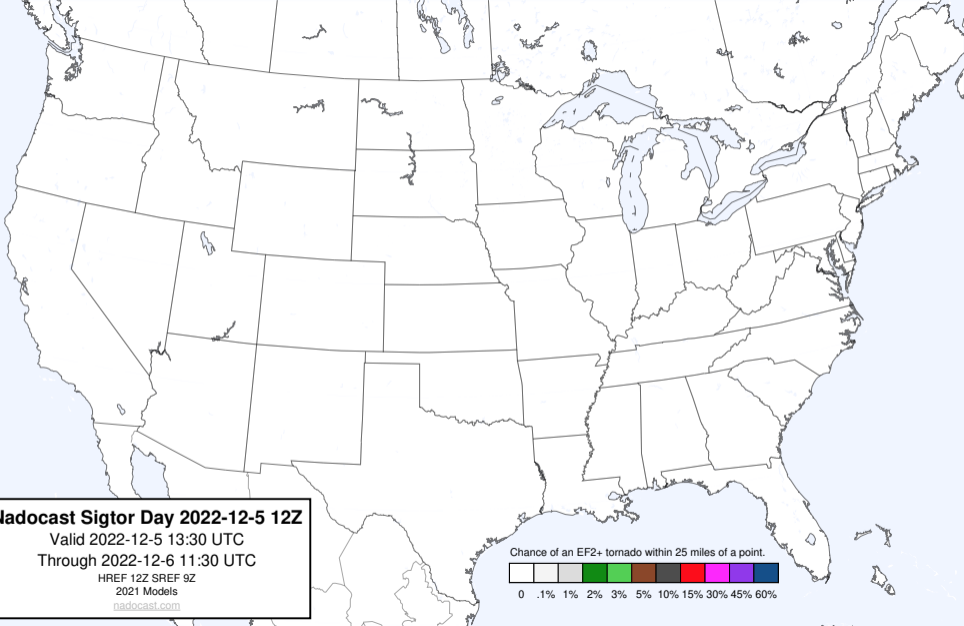 Nadocast Sigtor Day 2022-12-5 12Z
Valid 2022-12-5 13:30 UTC
Through 2022-12-6 11:30 UTC
HREF 12Z SREF 9Z
2021 Models
nadocast.com
Chance of an EF2+ tornado within 25 miles of a point.
0 .1% 1% 2% 3% 5% 10% 15% 30% 45% 60%